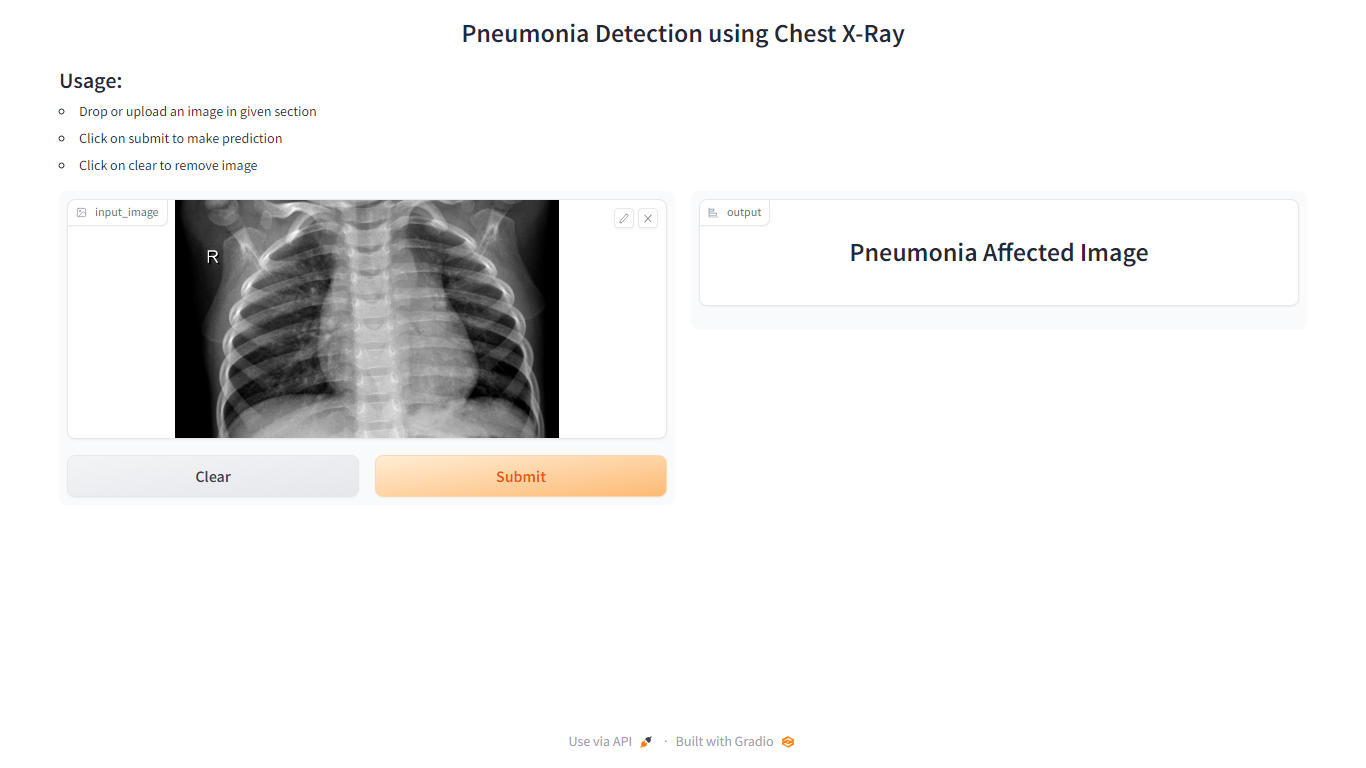 Pneumonia Detection using Chest X-Ray
Usage:
Drop or upload an image in given section
Click on submit to make prediction
Click on clear to remove image
input_image
R
Clear
Submit
output
Pneumonia Affected Image
Use via API · Built with Gradio